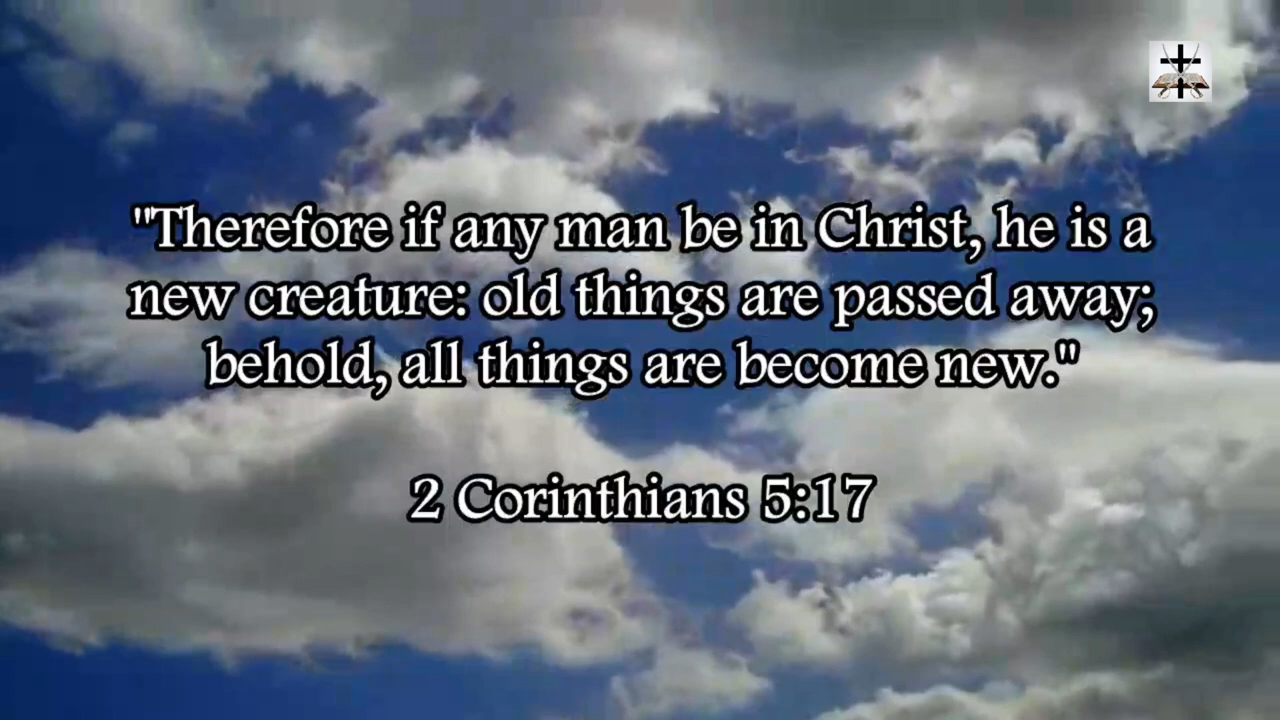 "Therefore if any man be in Christ, he is a
new creature: old things are passed away;
behold, all things are become new."
2 Corinthians 5:17